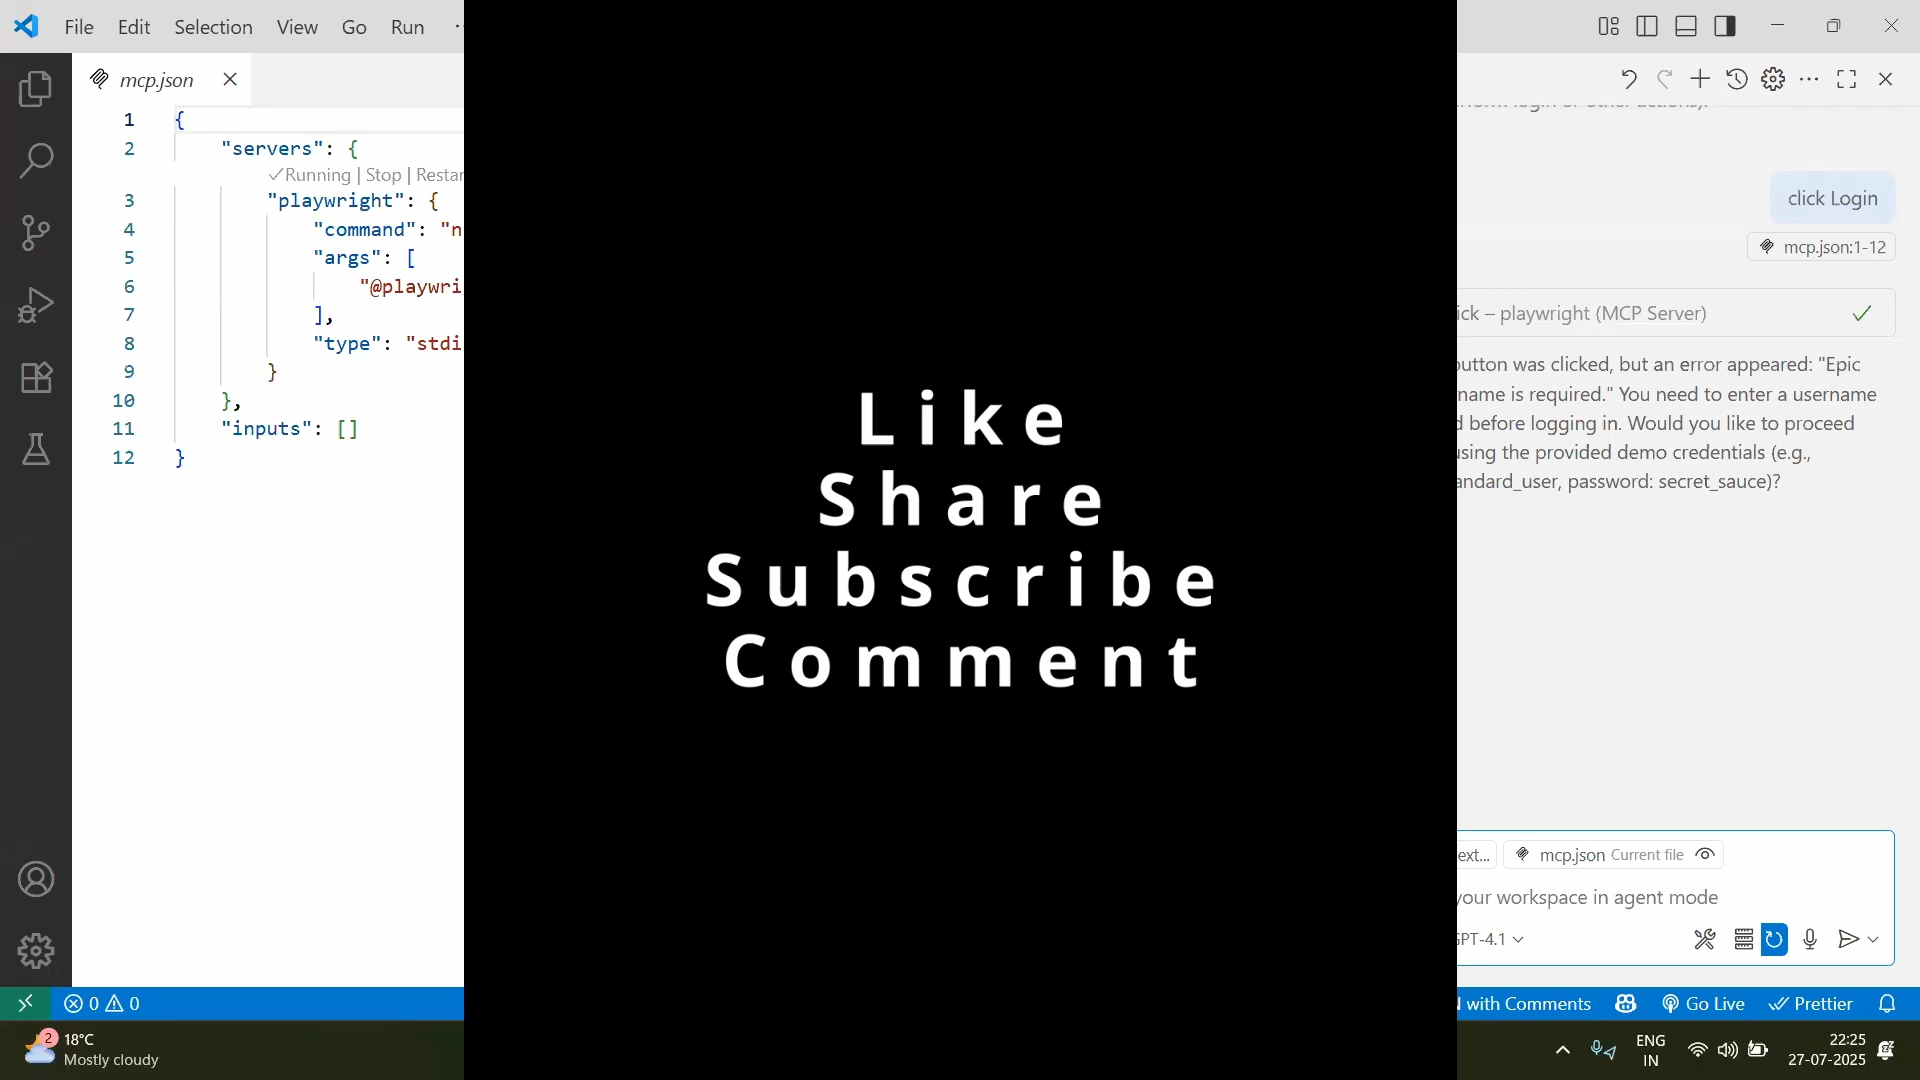 File Edit Selection View Go Run
mcp.json
1 {
2 "servers": {
✓Running | Stop | Restar
3 "playwright": {
4 "command": "n
5 "args": [
6 "@playwri
7 ],
8 "type": "stdi
9 }
10 },
11 "inputs": []
12 }
Like
Share
Subscribe
Comment
click Login
mcp.json:1-12
ick – playwright (MCP Server)
utton was clicked, but an error appeared: "Epic
name is required." You need to enter a username
d before logging in. Would you like to proceed
using the provided demo credentials (e.g.,
andard_user, password: secret_sauce)?
ext... mcp.json Current file
your workspace in agent mode
GPT-4.1
0 0
with Comments Go Live Prettier
2 18°C
Mostly cloudy
ENG
IN
22:25
27-07-2025